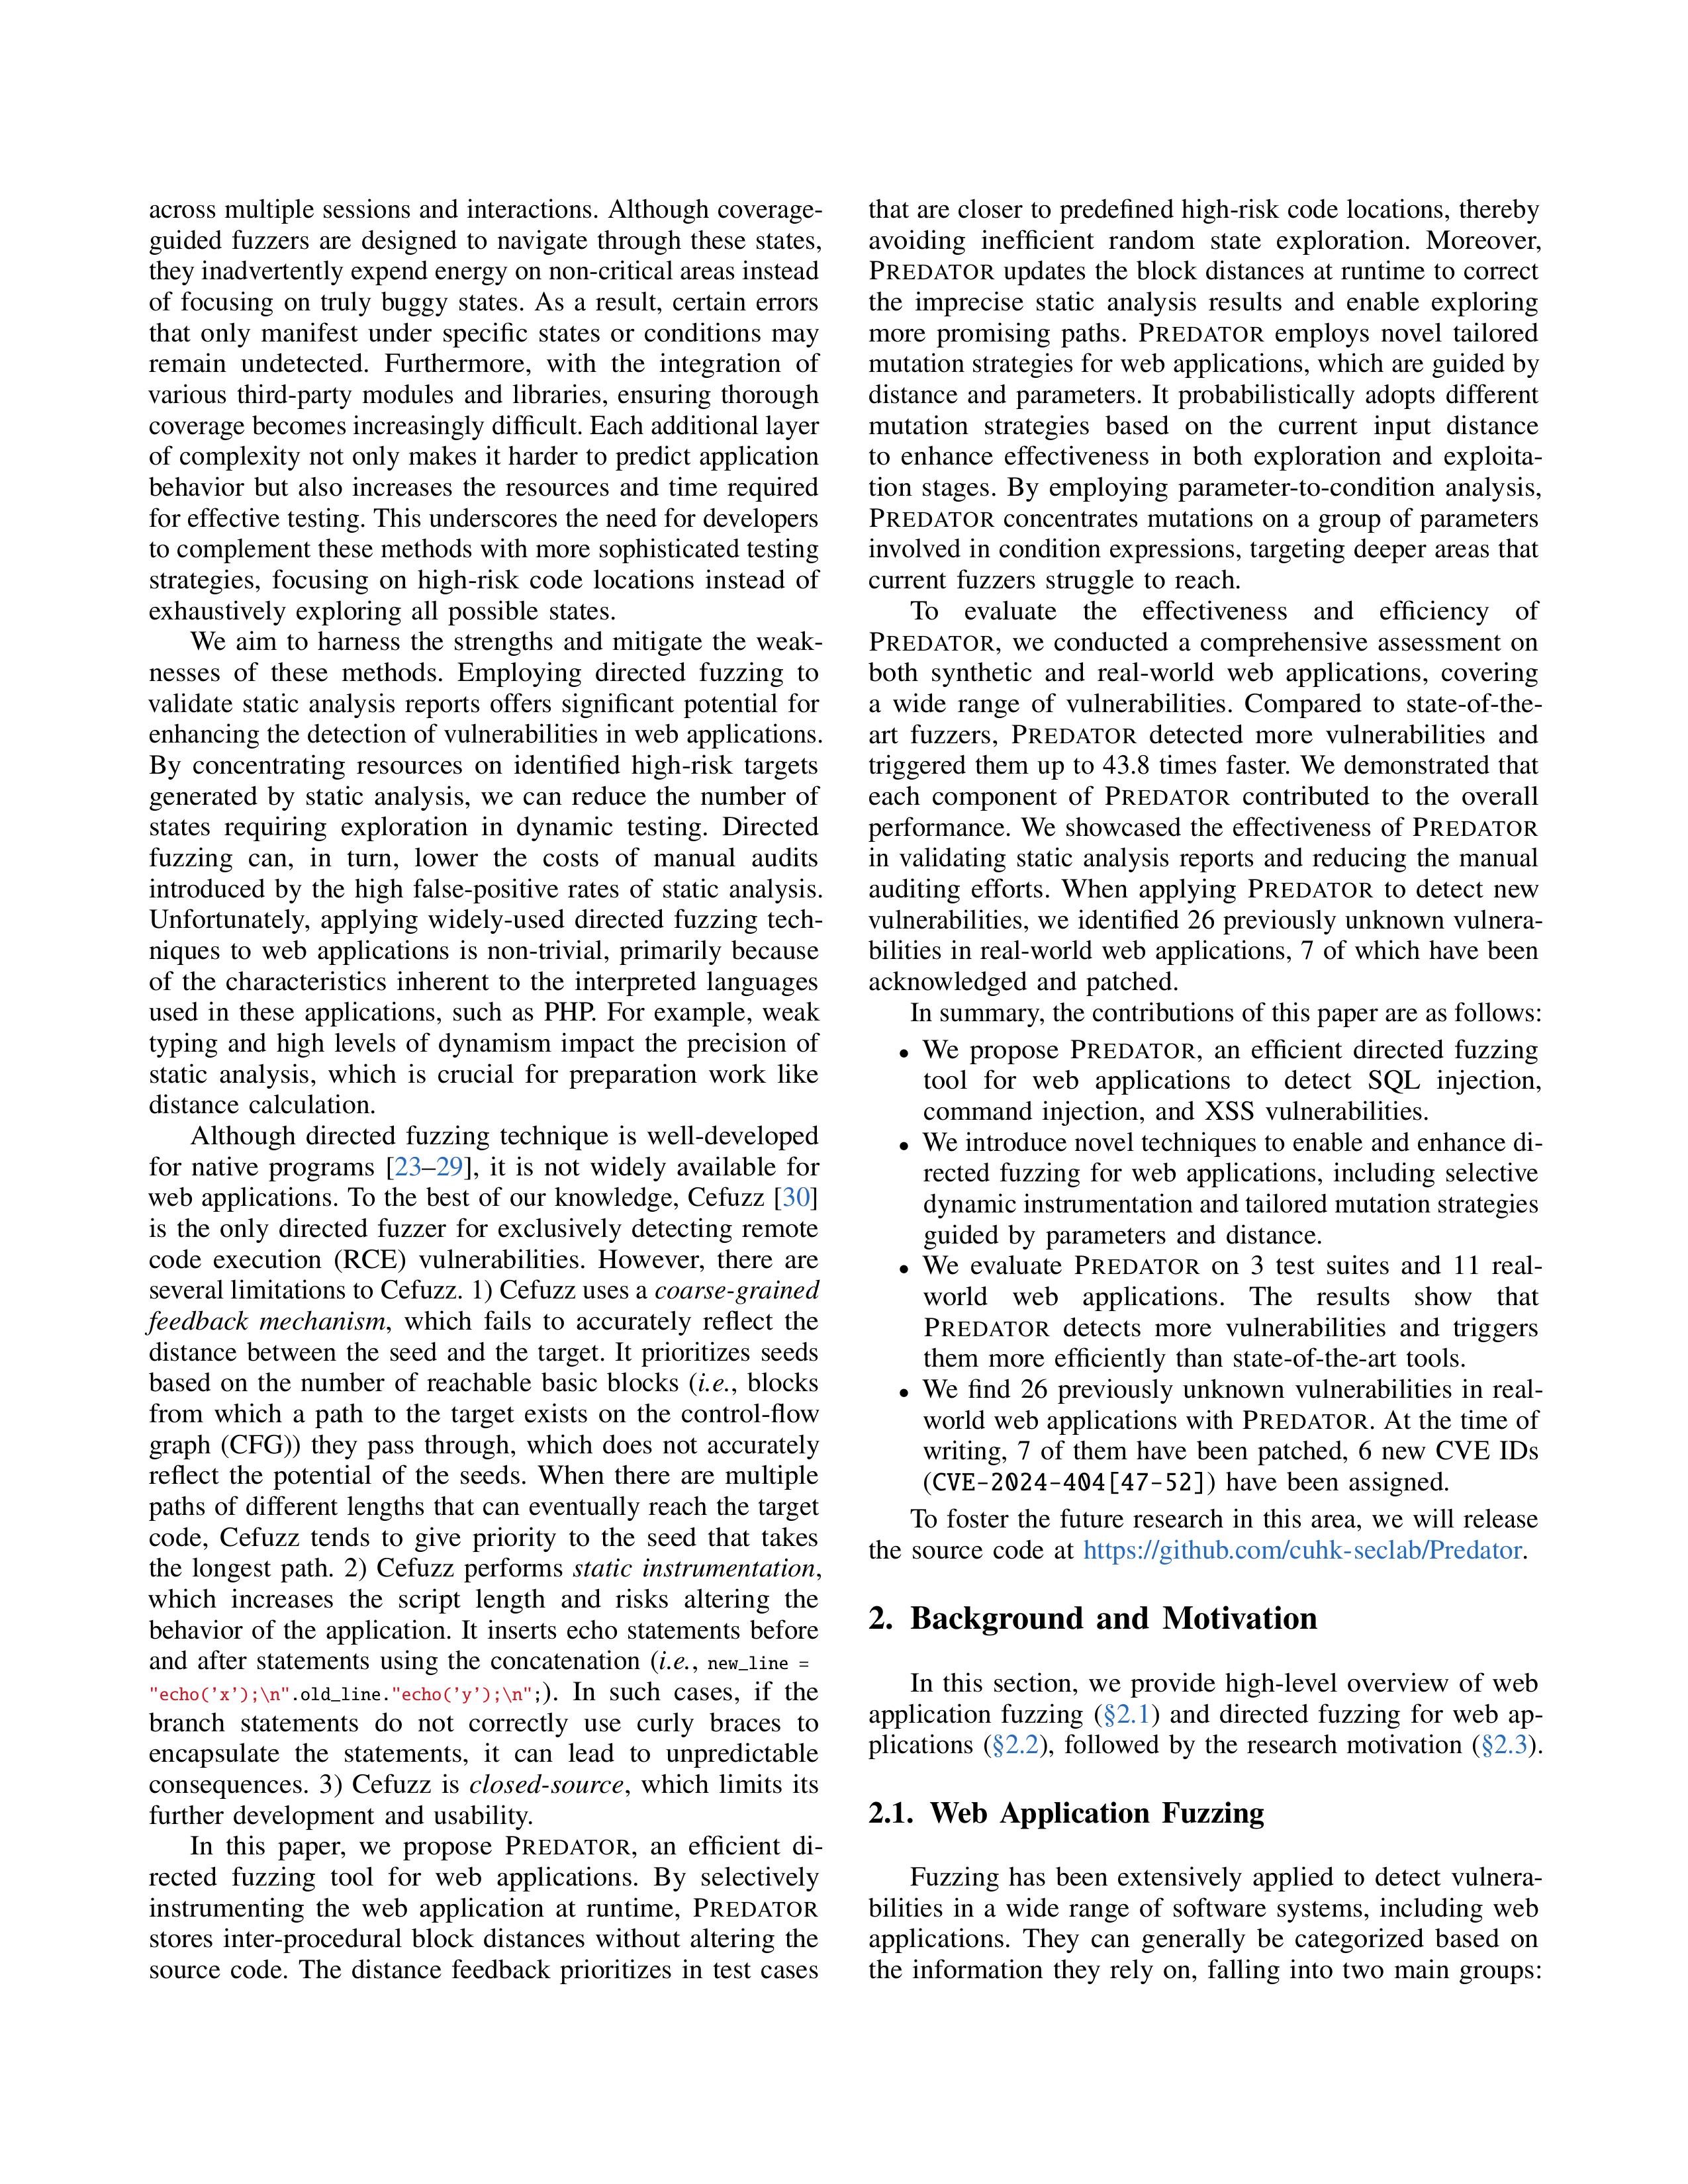 across multiple sessions and interactions. Although coverage-
guided fuzzers are designed to navigate through these states,
they inadvertently expend energy on non-critical areas instead
of focusing on truly buggy states. As a result, certain errors
that only manifest under specific states or conditions may
remain undetected. Furthermore, with the integration of
various third-party modules and libraries, ensuring thorough
coverage becomes increasingly difficult. Each additional layer
of complexity not only makes it harder to predict application
behavior but also increases the resources and time required
for effective testing. This underscores the need for developers
to complement these methods with more sophisticated testing
strategies, focusing on high-risk code locations instead of
exhaustively exploring all possible states.
We aim to harness the strengths and mitigate the weak-
nesses of these methods. Employing directed fuzzing to
validate static analysis reports offers significant potential for
enhancing the detection of vulnerabilities in web applications.
By concentrating resources on identified high-risk targets
generated by static analysis, we can reduce the number of
states requiring exploration in dynamic testing. Directed
fuzzing can, in turn, lower the costs of manual audits
introduced by the high false-positive rates of static analysis.
Unfortunately, applying widely-used directed fuzzing tech-
niques to web applications is non-trivial, primarily because
of the characteristics inherent to the interpreted languages
used in these applications, such as PHP. For example, weak
typing and high levels of dynamism impact the precision of
static analysis, which is crucial for preparation work like
distance calculation.
Although directed fuzzing technique is well-developed
for native programs [23–29], it is not widely available for
web applications. To the best of our knowledge, Cefuzz [30]
is the only directed fuzzer for exclusively detecting remote
code execution (RCE) vulnerabilities. However, there are
several limitations to Cefuzz. 1) Cefuzz uses a coarse-grained
feedback mechanism, which fails to accurately reflect the
distance between the seed and the target. It prioritizes seeds
based on the number of reachable basic blocks (i.e., blocks
from which a path to the target exists on the control-flow
graph (CFG)) they pass through, which does not accurately
reflect the potential of the seeds. When there are multiple
paths of different lengths that can eventually reach the target
code, Cefuzz tends to give priority to the seed that takes
the longest path. 2) Cefuzz performs static instrumentation,
which increases the script length and risks altering the
behavior of the application. It inserts echo statements before
and after statements using the concatenation (i.e., new_line =
"echo('x');\n".old_line."echo('y');\n";). In such cases, if the
branch statements do not correctly use curly braces to
encapsulate the statements, it can lead to unpredictable
consequences. 3) Cefuzz is closed-source, which limits its
further development and usability.
In this paper, we propose PREDATOR, an efficient di-
rected fuzzing tool for web applications. By selectively
instrumenting the web application at runtime, PREDATOR
stores inter-procedural block distances without altering the
source code. The distance feedback prioritizes in test cases
that are closer to predefined high-risk code locations, thereby
avoiding inefficient random state exploration. Moreover,
PREDATOR updates the block distances at runtime to correct
the imprecise static analysis results and enable exploring
more promising paths. PREDATOR employs novel tailored
mutation strategies for web applications, which are guided by
distance and parameters. It probabilistically adopts different
mutation strategies based on the current input distance
to enhance effectiveness in both exploration and exploita-
tion stages. By employing parameter-to-condition analysis,
PREDATOR concentrates mutations on a group of parameters
involved in condition expressions, targeting deeper areas that
current fuzzers struggle to reach.
To evaluate the effectiveness and efficiency of
PREDATOR, we conducted a comprehensive assessment on
both synthetic and real-world web applications, covering
a wide range of vulnerabilities. Compared to state-of-the-
art fuzzers, PREDATOR detected more vulnerabilities and
triggered them up to 43.8 times faster. We demonstrated that
each component of PREDATOR contributed to the overall
performance. We showcased the effectiveness of PREDATOR
in validating static analysis reports and reducing the manual
auditing efforts. When applying PREDATOR to detect new
vulnerabilities, we identified 26 previously unknown vulnera-
bilities in real-world web applications, 7 of which have been
acknowledged and patched.
In summary, the contributions of this paper are as follows:
• We propose PREDATOR, an efficient directed fuzzing
tool for web applications to detect SQL injection,
command injection, and XSS vulnerabilities.
• We introduce novel techniques to enable and enhance di-
rected fuzzing for web applications, including selective
dynamic instrumentation and tailored mutation strategies
guided by parameters and distance.
• We evaluate PREDATOR on 3 test suites and 11 real-
world web applications. The results show that
PREDATOR detects more vulnerabilities and triggers
them more efficiently than state-of-the-art tools.
• We find 26 previously unknown vulnerabilities in real-
world web applications with PREDATOR. At the time of
writing, 7 of them have been patched, 6 new CVE IDs
(CVE-2024-404[47-52]) have been assigned.
To foster the future research in this area, we will release
the source code at https://github.com/cuhk-seclab/Predator.
2. Background and Motivation
In this section, we provide high-level overview of web
application fuzzing (§2.1) and directed fuzzing for web ap-
plications (§2.2), followed by the research motivation (§2.3).
2.1. Web Application Fuzzing
Fuzzing has been extensively applied to detect vulnera-
bilities in a wide range of software systems, including web
applications. They can generally be categorized based on
the information they rely on, falling into two main groups: